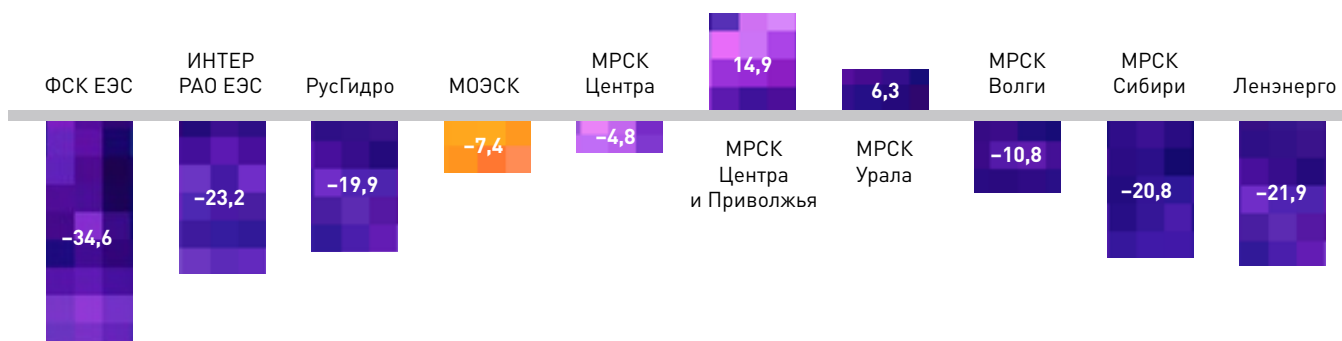 ФСК ЕЭС
ИНТЕР
РАО ЕЭС
РусГидро
МОЭСК
МРСК
Центра
14,9
6,3
МРСК
Волги
МРСК
Сибири
Ленэнерго
–34,6
–23,2
–19,9
–7,4
–4,8
МРСК
Центра
и Приволжья
МРСК
Урала
–10,8
–20,8
–21,9